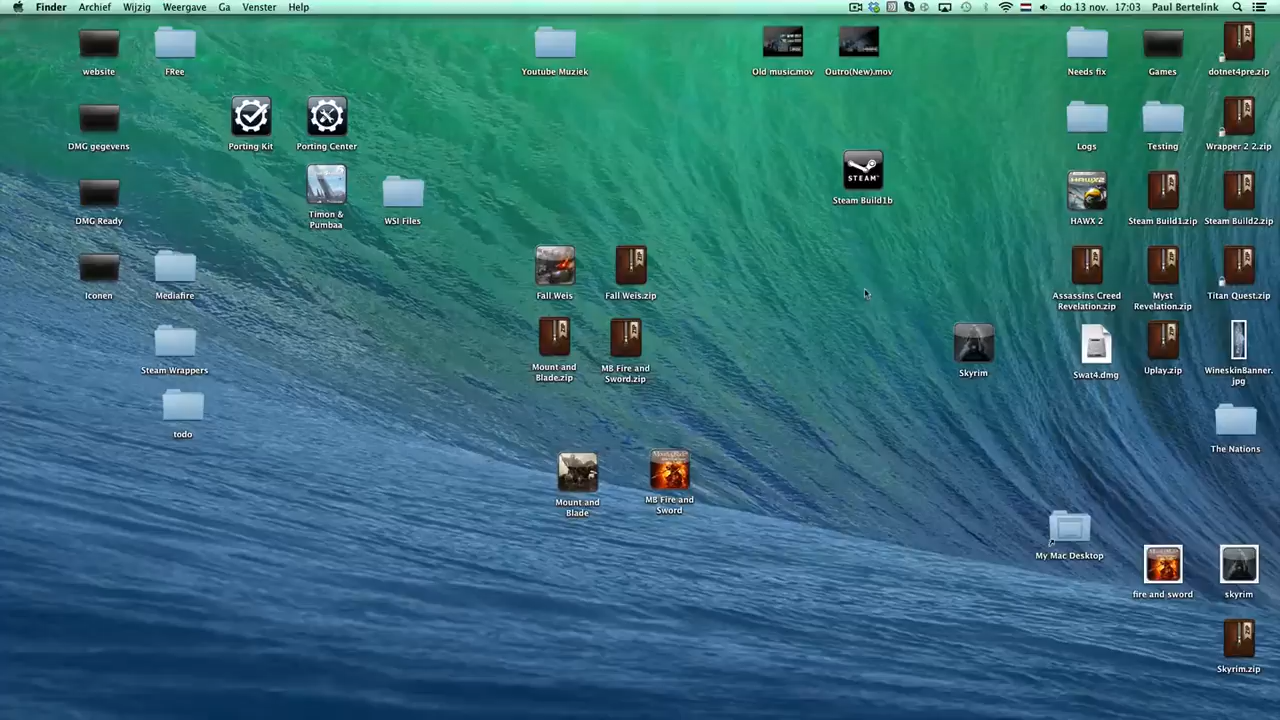 Finder Archief Wijzig Weergave Ga Venster Help do 13 nov. 17:03 Paul Bertelink
website
FRee
Youtube Muziek
Old music.mov
Outro(New).mov
Needs fix
Games
dotnet4pre.zip
DMG gegevens
Porting Kit
Porting Center
Logs
Testing
Wrapper 2 2.zip
STEAM
Steam Build1b
DMG Ready
Timon &
Pumbaa
WSI Files
HAWX 2
Steam Build1.zip
Steam Build2.zip
Iconen
Mediafire
Fall Weis
Fall Weis.zip
Assassins Creed
Revelation.zip
Myst
Revelation.zip
Titan Quest.zip
Steam Wrappers
Mount and
Blade.zip
MB Fire and
Sword.zip
Skyrim
Swat4.dmg
Uplay.zip
WineskinBanner.
jpg
todo
The Nations
Mount and
Blade
MB Fire and
Sword
My Mac Desktop
fire and sword
skyrim
Skyrim.zip